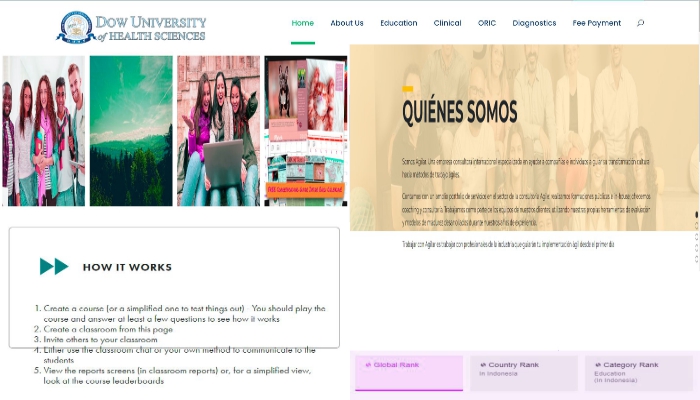 DOW UNIVERSITY
of HEALTH SCIENCES
Home About Us Education Clinical ORIC Diagnostics Fee Payment
QUIÉNES SOMOS
Somos Agilar. Una empresa consultora internacional especializada en ayudar a compañías e individuos a guiar su transformación cultural
hacia métodos de trabajo ágiles.
Contamos con un amplio portfolio de servicios en el sector de la consultoría Agile: realizamos formaciones públicas e in-house, ofrecemos
coaching y consultoría. Trabajamos como parte de los equipos de nuestros clientes, utilizando nuestras propias herramientas de evaluación
y modelos de madurez desarrollados durante nuestros años de experiencia.
Trabajar con Agilar es trabajar con profesionales de la industria que guiarán tu implementación ágil desde el primer día.
HOW IT WORKS
1. Create a course (or a simplified one to test things out) You should play the
course and answer at least a few questions to see how it works
2. Create a classroom from this page
3. Invite others to your classroom
4. Either use the classroom chat or your own method to communicate to the
students
5. View the reports screens (in classroom reports) or, for a simplified view,
look at the course leaderboards
Global Rank
Country Rank
in Indonesia
Category Rank
Education
(in Indonesia)